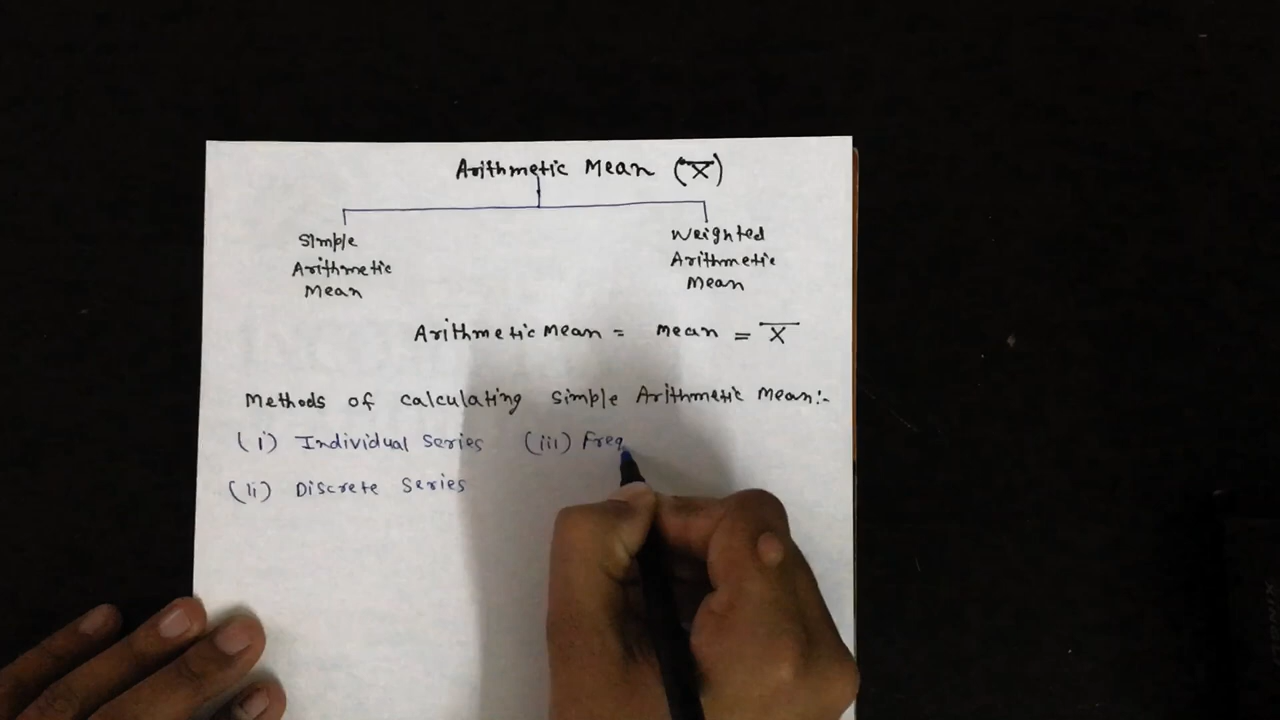 Arithmetic Mean (X̅)
Simple
Arithmetic
Mean
Weighted
Arithmetic
Mean
Arithmetic Mean = Mean = X̅
Methods of calculating Simple Arithmetic Mean:-
(i) Individual Series (iii) Freq
(ii) Discrete Series